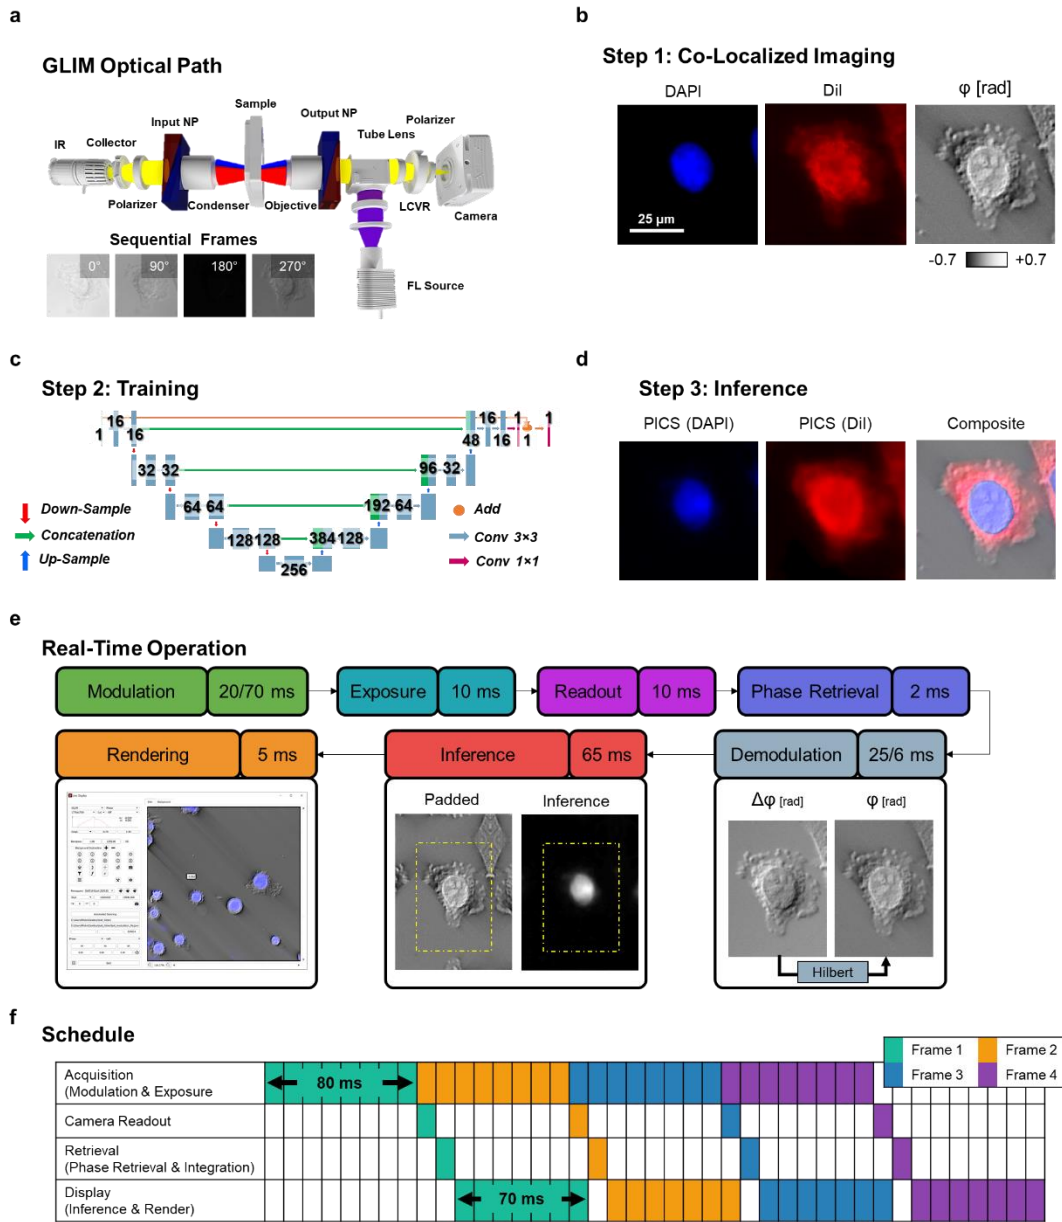 a
GLIM Optical Path
Sample
Input NP
Output NP
Polarizer
Tube Lens
IR
Collector
Polarizer
Condenser
Objective
LCVR
Camera
Sequential Frames
0°
90°
180°
270°
FL Source
b
Step 1: Co-Localized Imaging
DAPI
DiI
φ [rad]
25 µm
-0.7
+0.7
c
Step 2: Training
16
16
1
1
1
16
48
16
1
32
32
96
32
64
64
192
64
128
128
384
128
256
Down-Sample
Concatenation
Up-Sample
Add
Conv 3×3
Conv 1×1
d
Step 3: Inference
PICS (DAPI)
PICS (DiI)
Composite
e
Real-Time Operation
Modulation
20/70 ms
Exposure
10 ms
Readout
10 ms
Phase Retrieval
2 ms
Rendering
5 ms
Inference
65 ms
Demodulation
25/6 ms
Padded
Inference
Δφ [rad]
φ [rad]
Hilbert
f
Schedule
Frame 1
Frame 2
Frame 3
Frame 4
Acquisition
(Modulation & Exposure
80 ms
Camera Readout
Retrieval
(Phase Retrieval & Integration)
Display
(Inference & Render)
70 ms